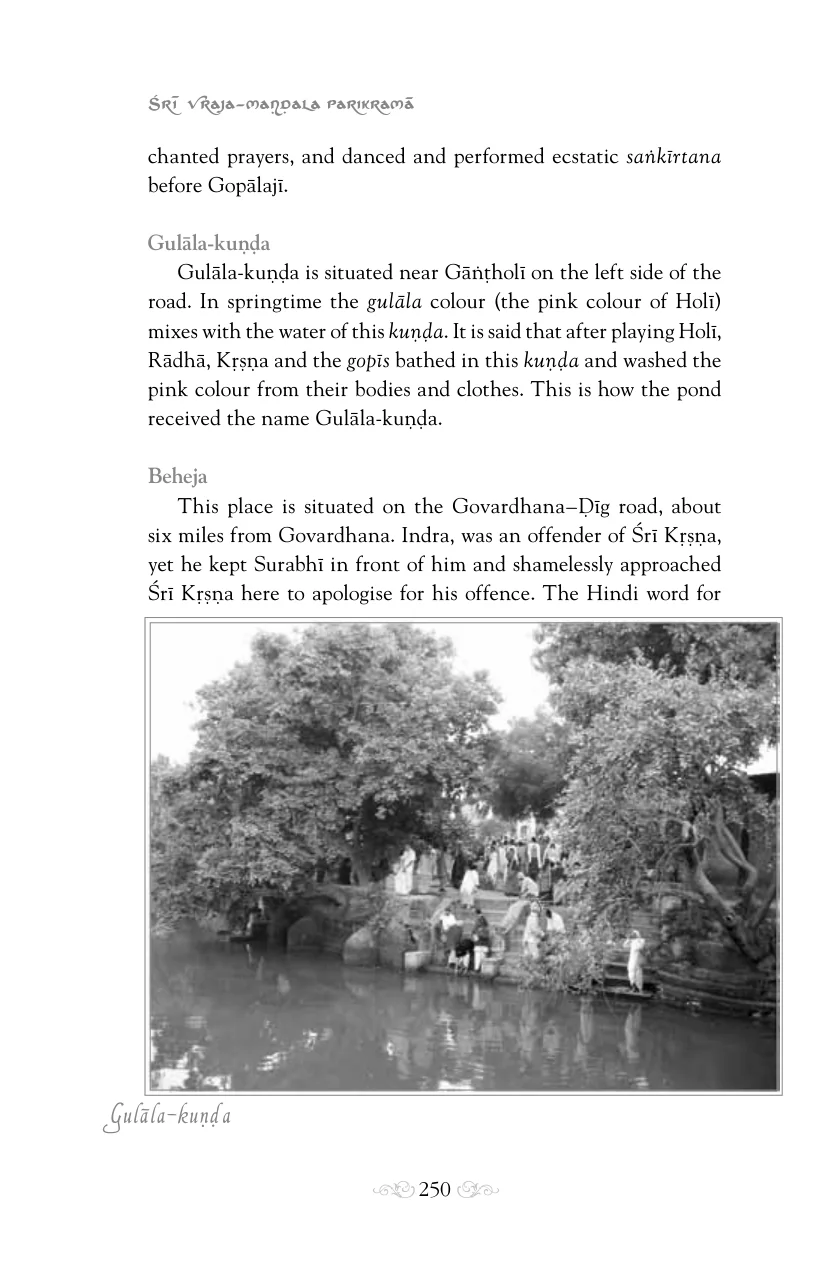 Śrī Vraja-maṇḍala Parikramā
chanted prayers, and danced and performed ecstatic saṅkīrtana
before Gopālajī.
Gulāla-kuṇḍa
Gulāla-kuṇḍa is situated near Gāṅṭholī on the left side of the
road. In springtime the gulāla colour (the pink colour of Holī)
mixes with the water of this kuṇḍa. It is said that after playing Holī,
Rādhā, Kṛṣṇa and the gopīs bathed in this kuṇḍa and washed the
pink colour from their bodies and clothes. This is how the pond
received the name Gulāla-kuṇḍa.
Beheja
This place is situated on the Govardhana–Ḍīg road, about
six miles from Govardhana. Indra, was an offender of Śrī Kṛṣṇa,
yet he kept Surabhī in front of him and shamelessly approached
Śrī Kṛṣṇa here to apologise for his offence. The Hindi word for
Gulāla-kuṇḍa
250